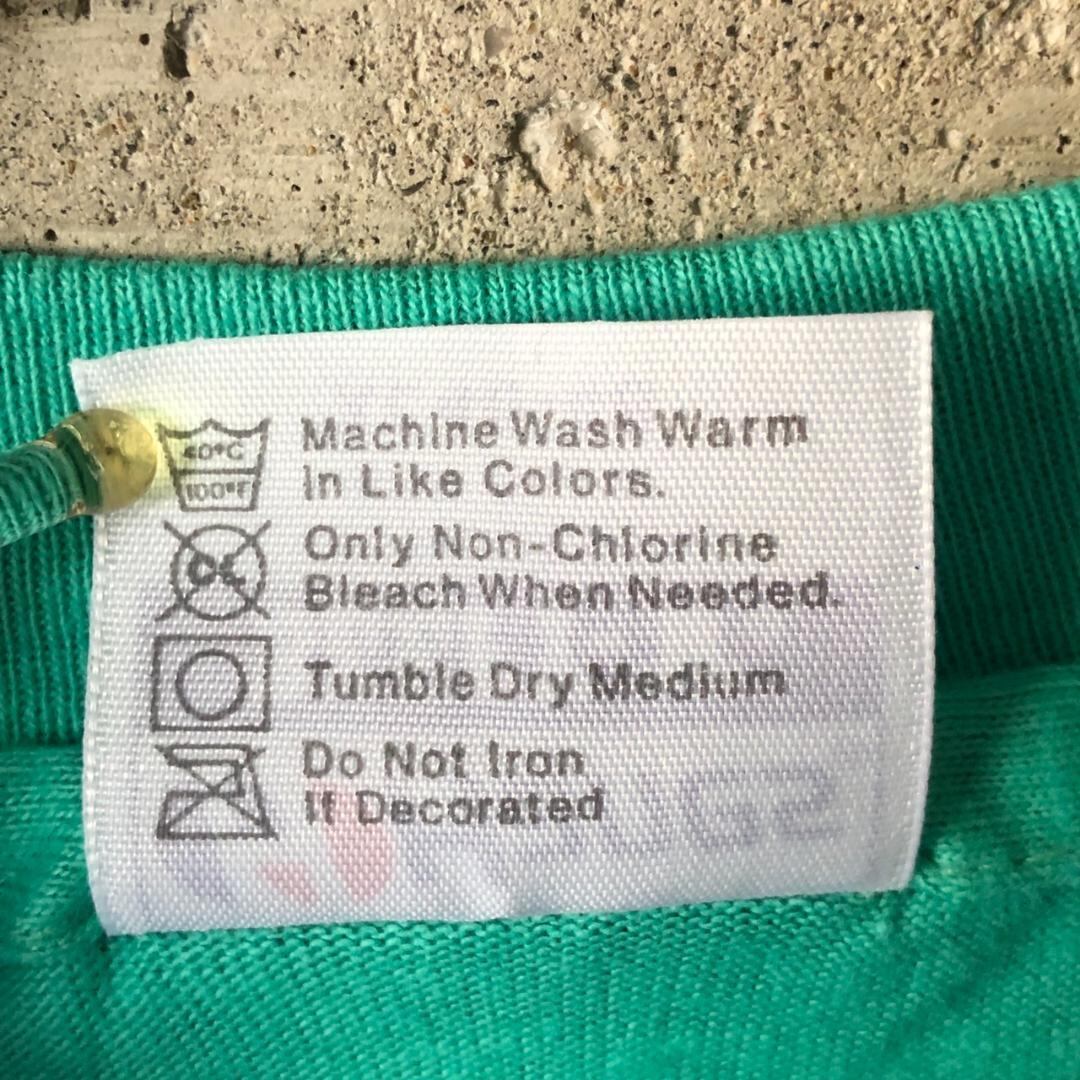 40°C
100°F
Machine Wash Warm
In Like Colors.
CL
Only Non-Chlorine
Bleach When Needed.
Tumble Dry Medium
Do Not Iron
If Decorated